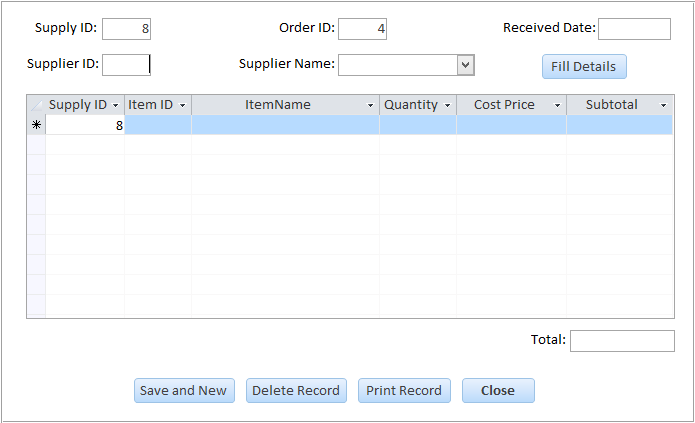 Supply ID: 8 Order ID: 4 Received Date:
Supplier ID: Supplier Name: Fill Details
Supply ID Item ID ItemName Quantity Cost Price Subtotal
8
Total:
Save and New Delete Record Print Record Close